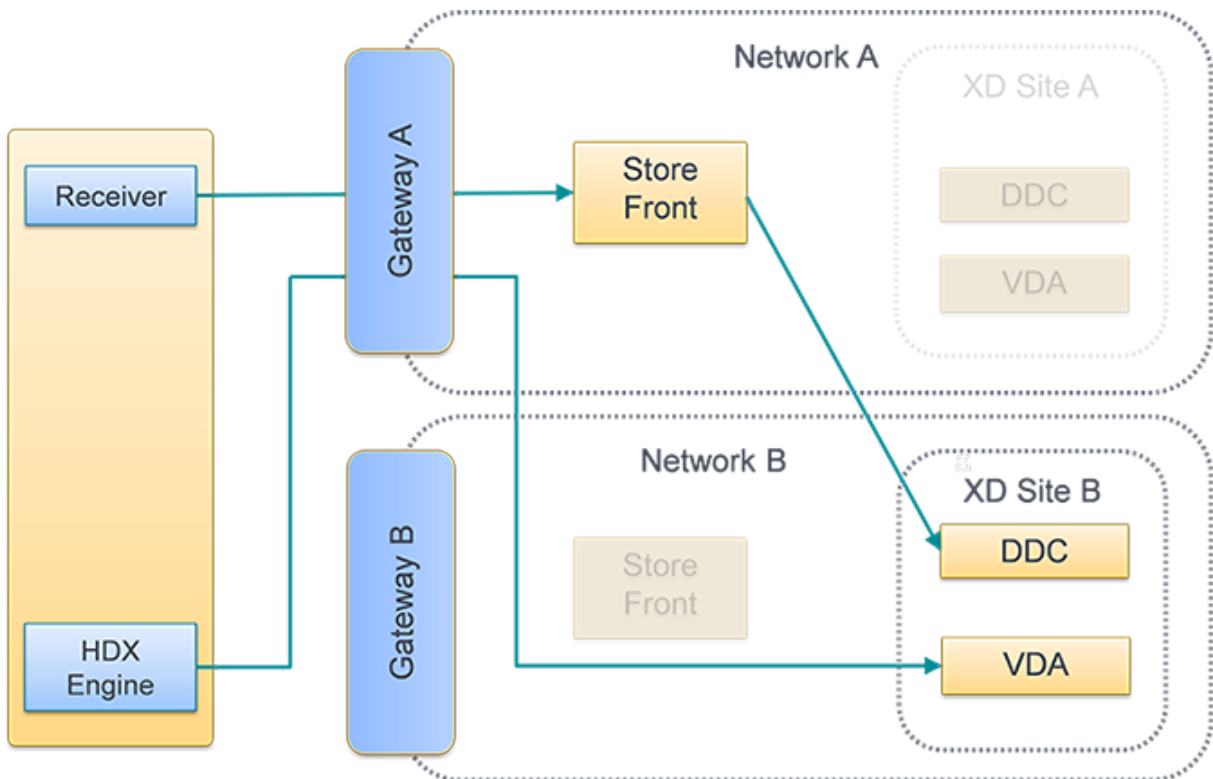 Network A
XD Site A
Gateway A
Receiver
Store
Front
DDC
VDA
Network B
XD Site B
Gateway B
Store
Front
DDC
HDX
Engine
VDA